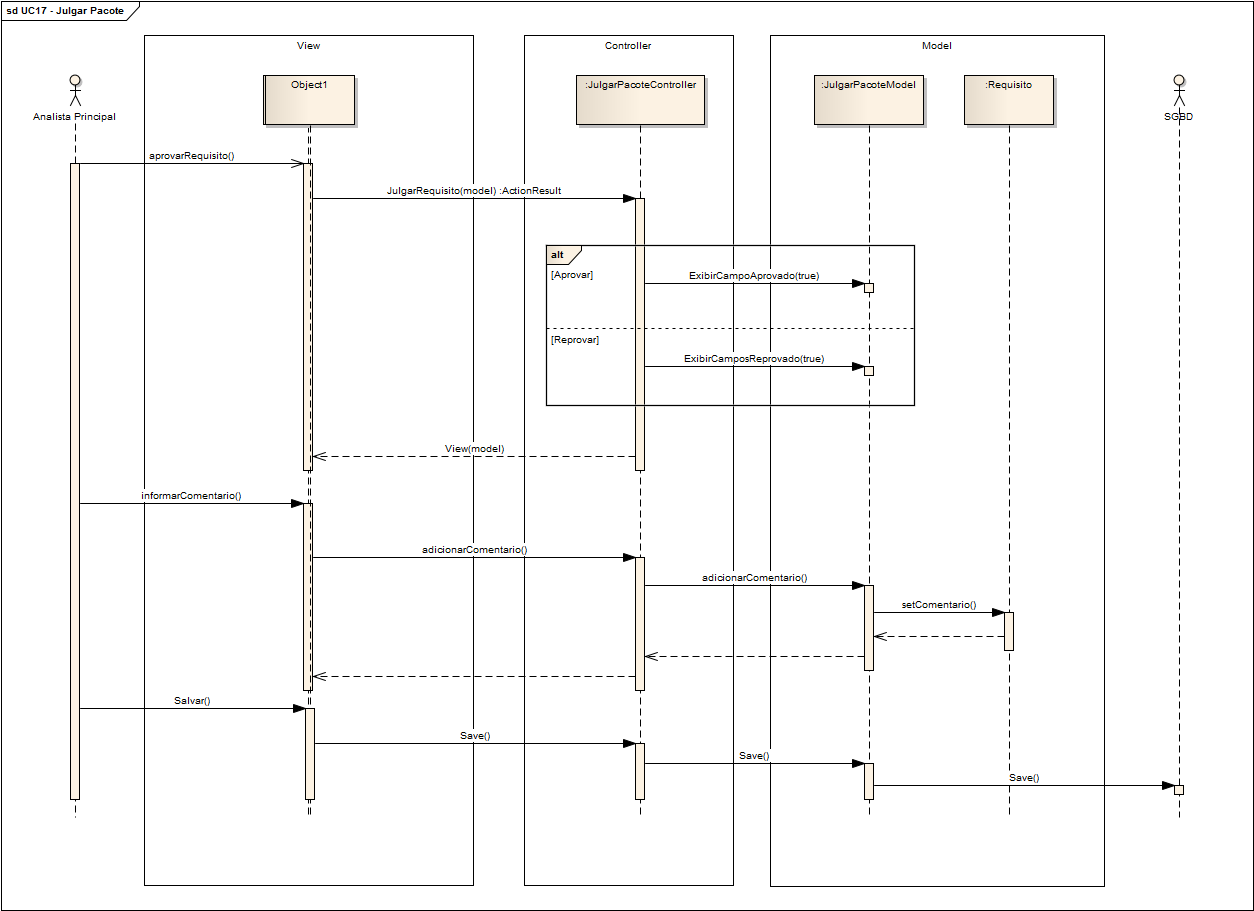 sd UC17 - Julgar Pacote
View
Controller
Model
Object1
:JulgarPacoteController
:JulgarPacoteModel
:Requisito
Analista Principal
SGBD
aprovarRequisito()
JulgarRequisito(model) :ActionResult
alt
[Aprovar]
ExibirCampoAprovado(true)
[Reprovar]
ExibirCamposReprovado(true)
View(model)
informarComentario()
adicionarComentario()
adicionarComentario()
setComentario()
Salvar()
Save()
Save()
Save()